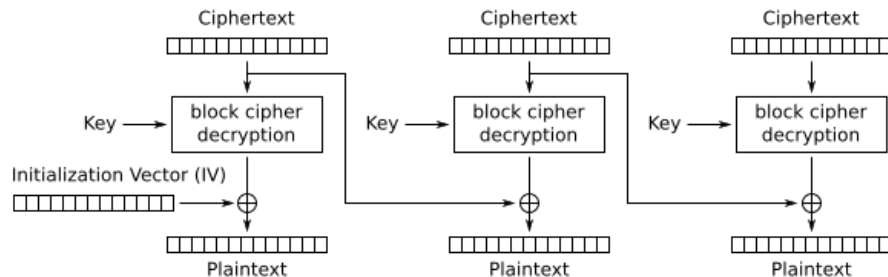 Ciphertext Ciphertext Ciphertext
Key block cipher decryption Key block cipher decryption Key block cipher decryption
Initialization Vector (IV)
Plaintext Plaintext Plaintext